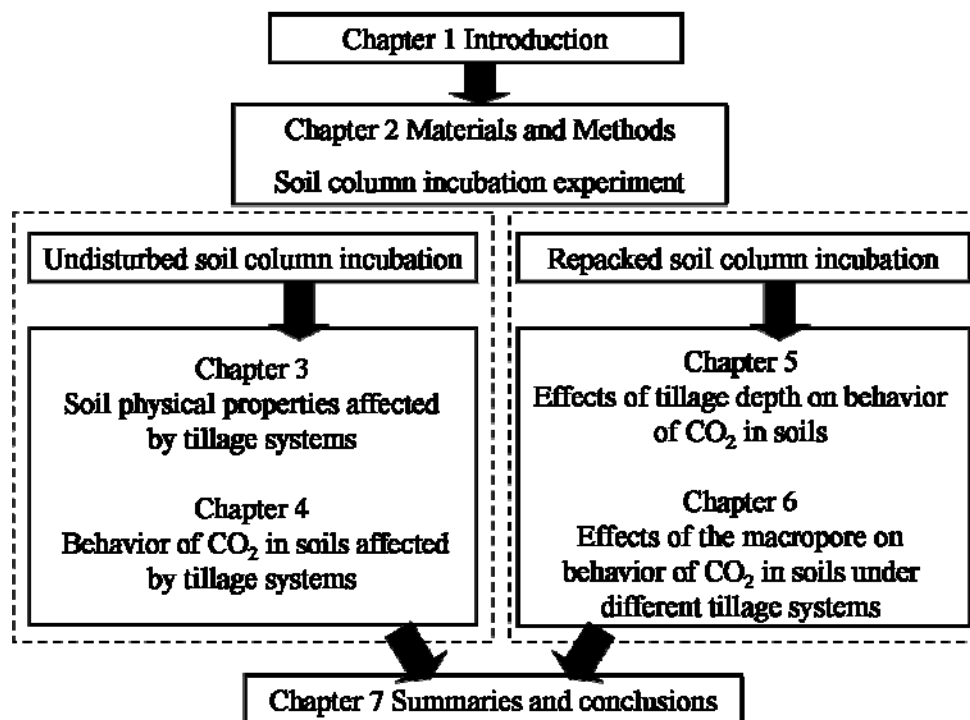 Chapter 1 Introduction
Chapter 2 Materials and Methods
Soil column incubation experiment
Undisturbed soil column incubation
Chapter 3
Soil physical properties affected
by tillage systems
Chapter 4
Behavior of CO₂ in soils affected
by tillage systems
Repacked soil column incubation
Chapter 5
Effects of tillage depth on behavior
of CO₂ in soils
Chapter 6
Effects of the macropore on
behavior of CO₂ in soils under
different tillage systems
Chapter 7 Summaries and conclusions